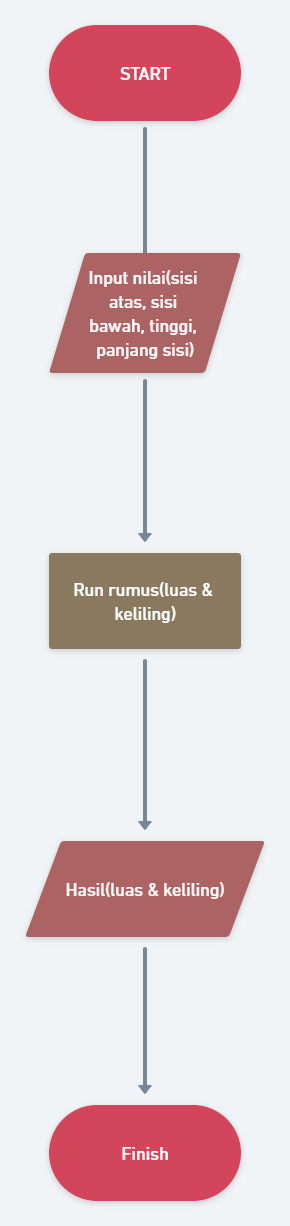 START
Input nilai(sisi
atas, sisi
bawah, tinggi,
panjang sisi)
Run rumus(luas &
keliling)
Hasil(luas & keliling)
Finish